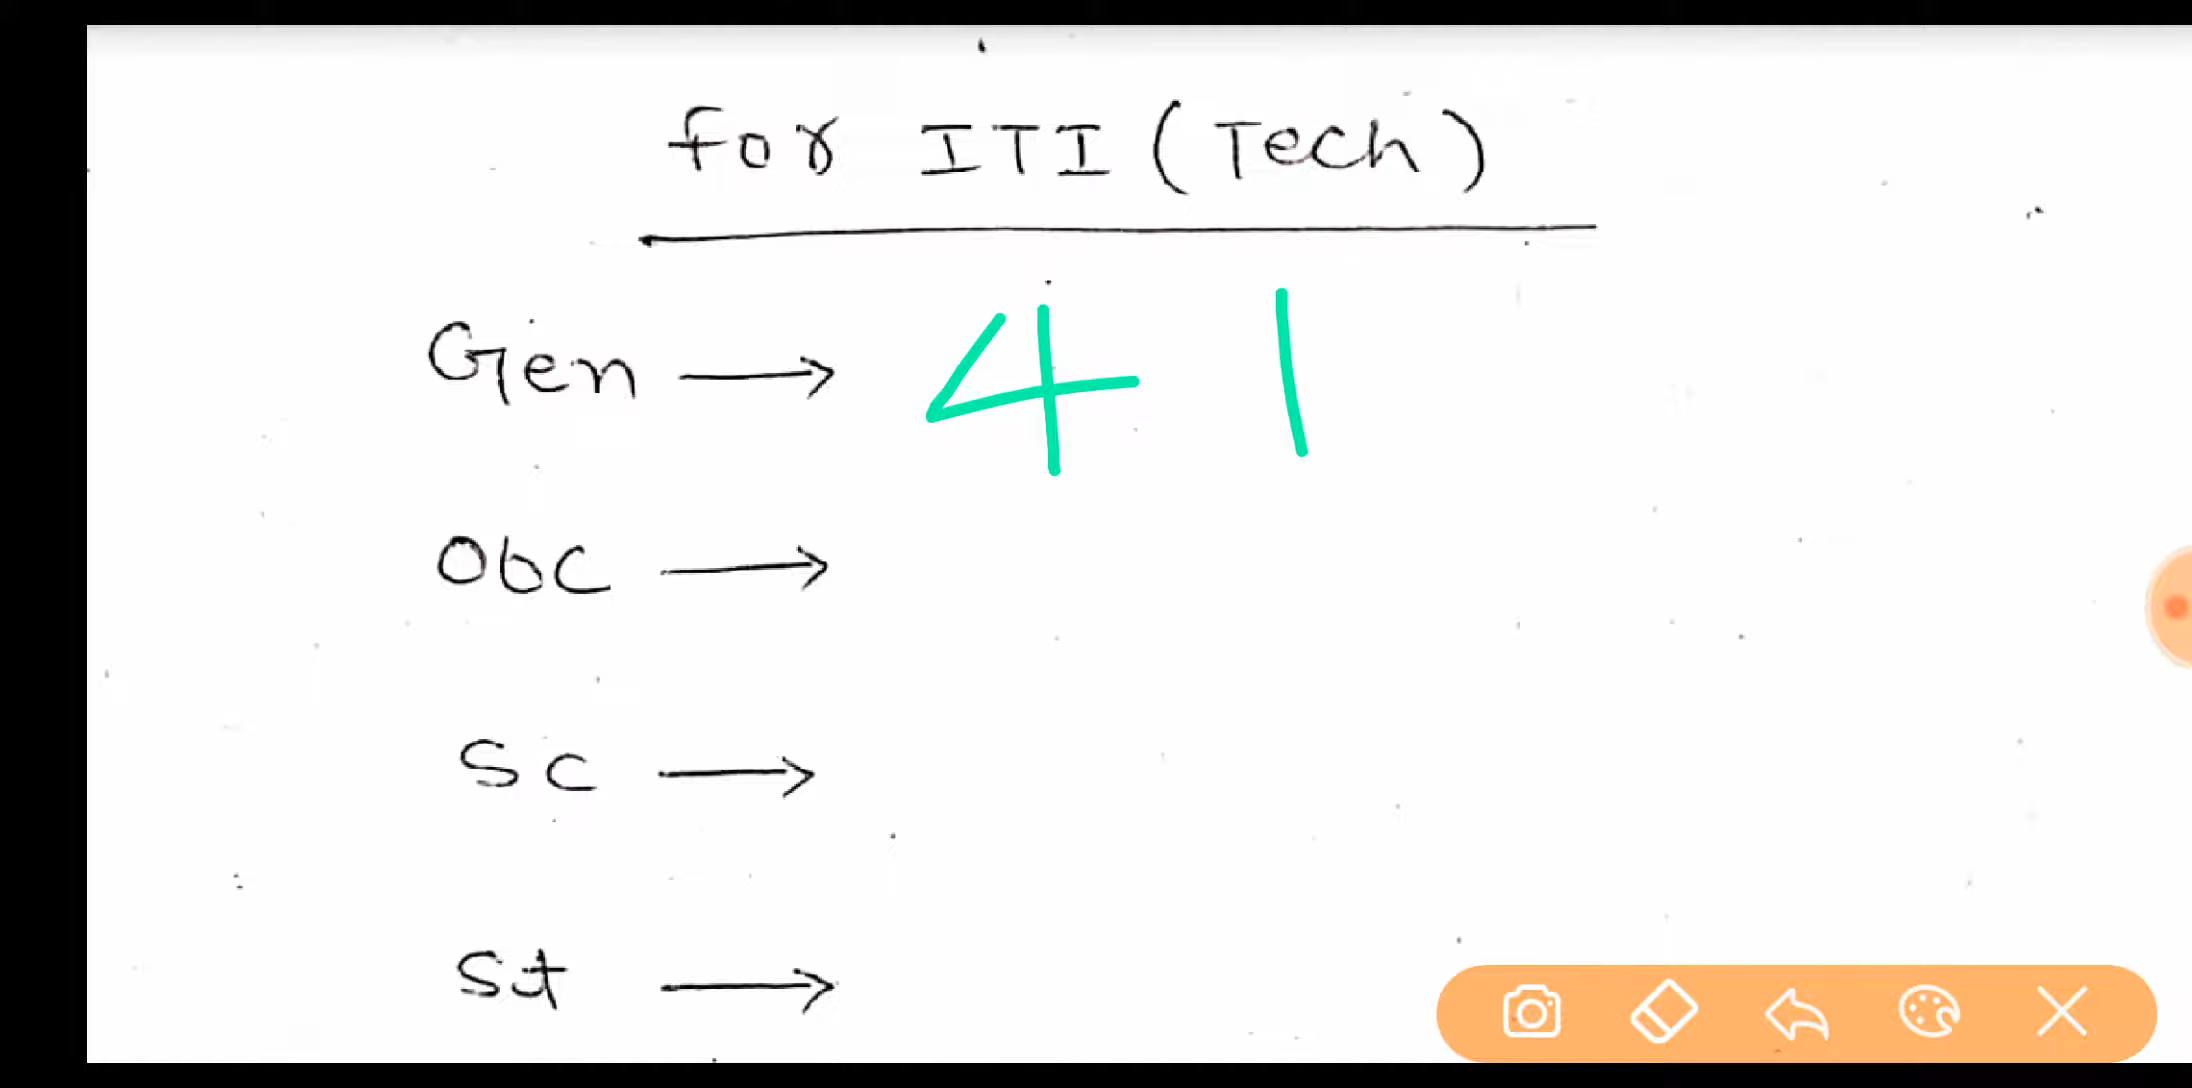 for ITI (Tech)
Gen → 41
Obc →
Sc →
St →